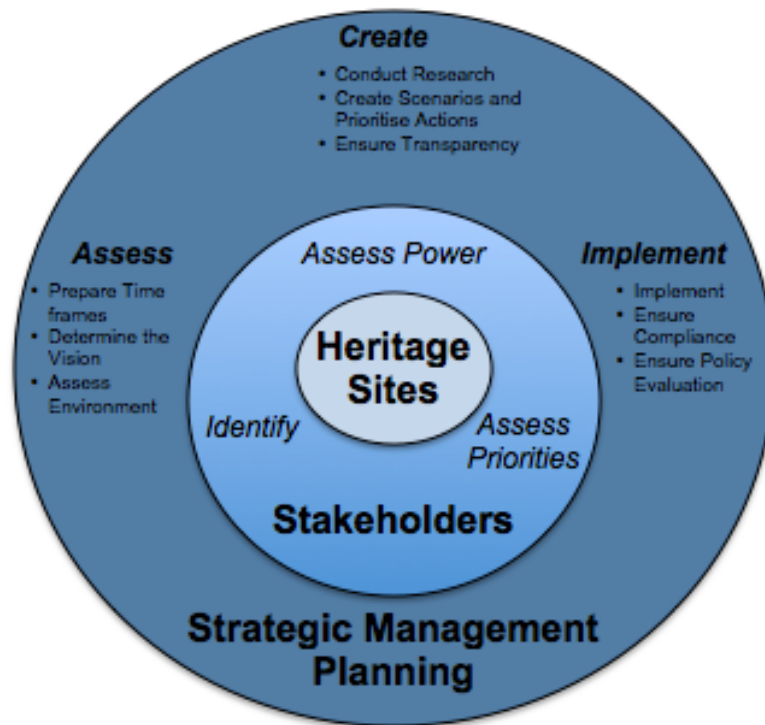 Create
• Conduct Research
• Create Scenarios and
Prioritise Actions
• Ensure Transparency
Assess
• Prepare Time
frames
• Determine the
Vision
• Assess
Environment
Assess Power
Implement
• Implement
• Ensure
Compliance
• Ensure Policy
Evaluation
Heritage
Sites
Identify
Assess
Priorities
Stakeholders
Strategic Management
Planning